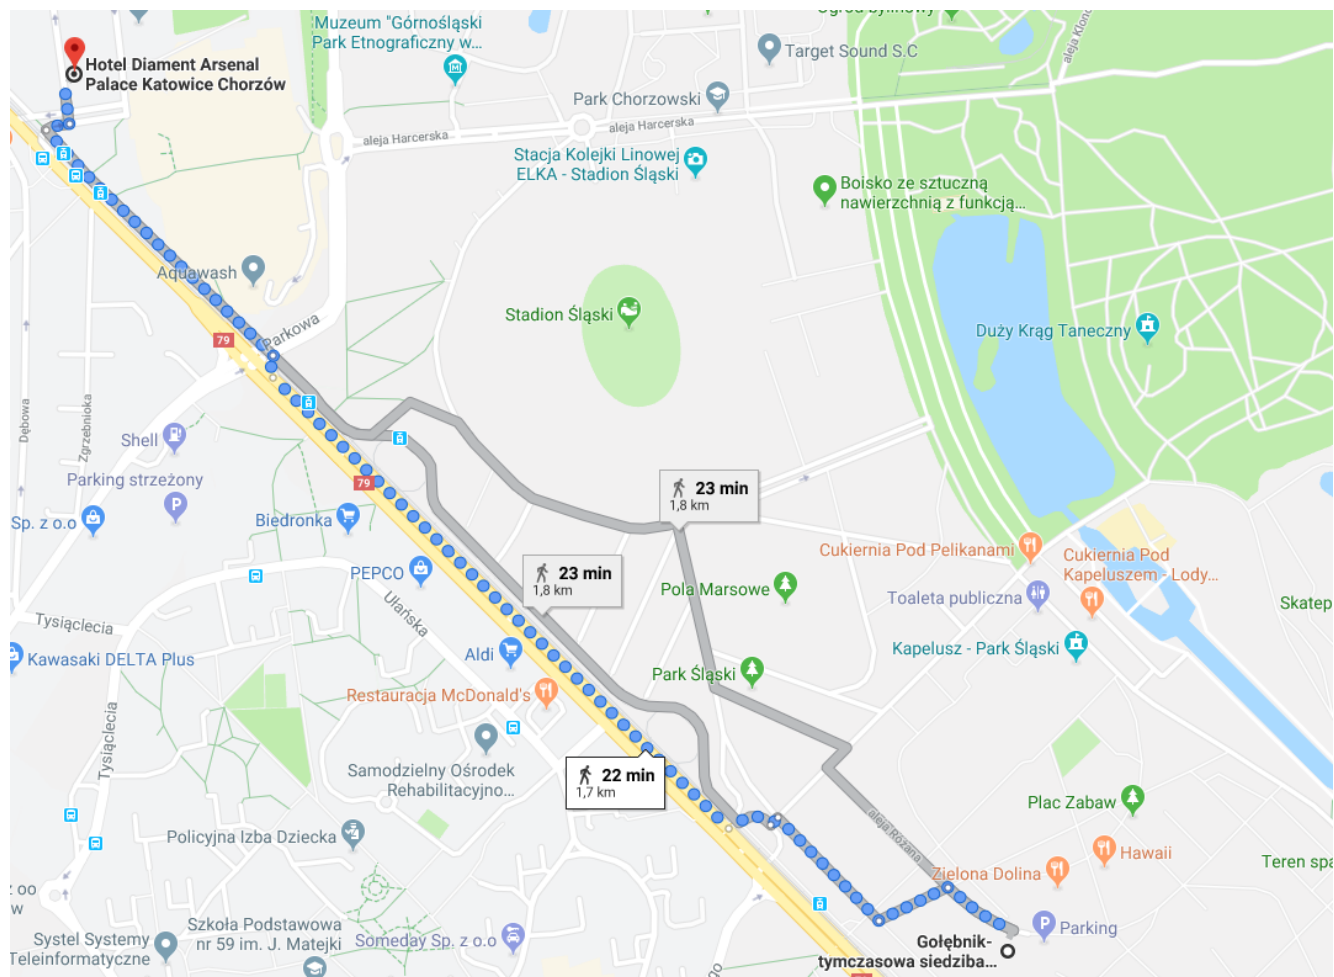 Muzeum "Górnośląski
Park Etnograficzny w...
Ogród bylinowy
aleja Klono
Target Sound S.C
Hotel Diament Arsenal
Palace Katowice Chorzów
Park Chorzowski
aleja Harcerska
aleja Harcerska
Stacja Kolejki Linowej
ELKA - Stadion Śląski
Boisko ze sztuczną
nawierzchnią z funkcją...
Aquawash
Stadion Śląski
Parkowa
79
Duży Krąg Taneczny
Dębowa
Zgrzebnioka
Shell
Parking strzeżony
79
23 min
1,8 km
Sp. z o.o
Biedronka
Cukiernia Pod Pelikanami
Cukiernia Pod
Kapeluszem - Lody...
PEPCO
23 min
1,8 km
Pola Marsowe
Toaleta publiczna
Skatep
Ułańska
Tysiąclecia
Kawasaki DELTA Plus
Aldi
Kapelusz - Park Śląski
Park Śląski
Restauracja McDonald's
Tysiąclecia
Samodzielny Ośrodek
Rehabilitacyjno...
22 min
1,7 km
Plac Zabaw
Policyjna Izba Dziecka
aleja Różana
Hawaii
Zielona Dolina
Teren spa
z oo
w
Szkoła Podstawowa
nr 59 im. J. Matejki
Someday Sp. z o.o
Parking
Systel Systemy
Teleinformatyczne
Gołębnik-
tymczasowa siedziba...